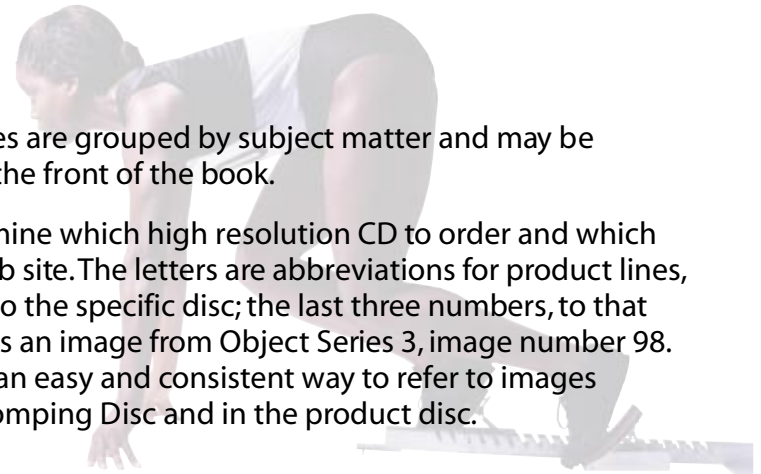 es are grouped by subject matter and may be
the front of the book.
mine which high resolution CD to order and which
b site. The letters are abbreviations for product lines,
o the specific disc; the last three numbers, to that
s an image from Object Series 3, image number 98.
an easy and consistent way to refer to images
omping Disc and in the product disc.